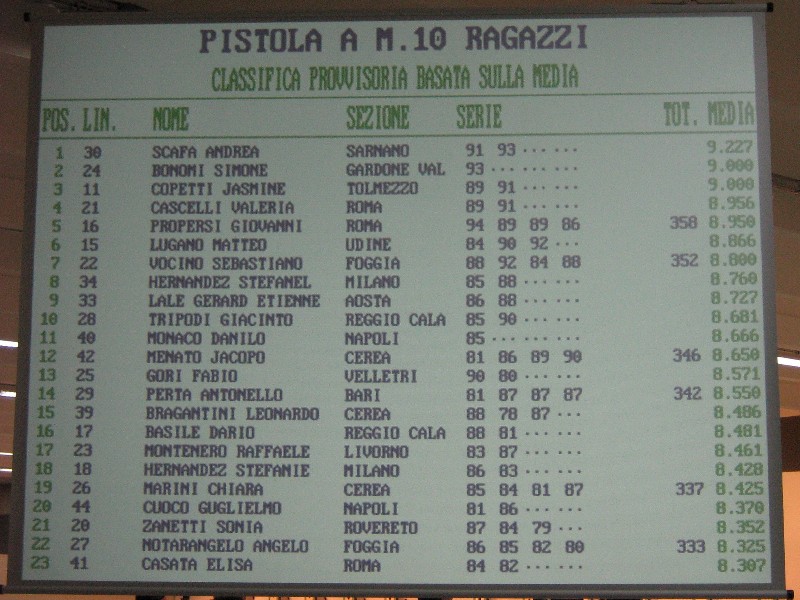 PISTOLA A M.10 RAGAZZI
CLASSIFICA PROVVISORIA BASATA SULLA MEDIA
POS. LIN. NOME SEZIONE SERIE TOT. MEDIA
1 30 SCAFA ANDREA SARNANO 91 93 ... ... 9.227
2 24 BONOMI SIMONE GARDONE VAL 93 ... ... ... 9.000
3 11 COPETTI JASMINE TOLMEZZO 89 91 ... ... 9.000
4 21 CASCELLI VALERIA ROMA 89 91 ... ... 8.956
5 16 PROPERSI GIOVANNI ROMA 94 89 89 86 358 8.950
6 15 LUGANO MATTEO UDINE 84 90 92 ... 8.866
7 22 VOCINO SEBASTIANO FOGGIA 88 92 84 88 352 8.800
8 34 HERNANDEZ STEFANEL MILANO 85 88 ... ... 8.760
9 33 LALE GERARD ETIENNE AOSTA 86 88 ... ... 8.727
10 28 TRIPODI GIACINTO REGGIO CALA 85 90 ... ... 8.681
11 40 MONACO DANILO NAPOLI 85 ... ... ... 8.666
12 42 MENATO JACOPO CEREA 81 86 89 90 346 8.650
13 25 GORI FABIO VELLETRI 90 80 ... ... 8.571
14 29 PERTA ANTONELLO BARI 81 87 87 87 342 8.550
15 39 BRAGANTINI LEONARDO CEREA 88 78 87 ... 8.486
16 17 BASILE DARIO REGGIO CALA 88 81 ... ... 8.481
17 23 MONTENERO RAFFAELE LIVORNO 83 87 ... ... 8.461
18 18 HERNANDEZ STEFANIE MILANO 86 83 ... ... 8.428
19 26 MARINI CHIARA CEREA 85 84 81 87 337 8.425
20 44 CUOCO GUGLIELMO NAPOLI 81 86 ... ... 8.370
21 20 ZANETTI SONIA ROVERETO 87 84 79 ... 8.352
22 27 NOTARANGELO ANGELO FOGGIA 86 85 82 80 333 8.325
23 41 CASATA ELISA ROMA 84 82 ... ... 8.307